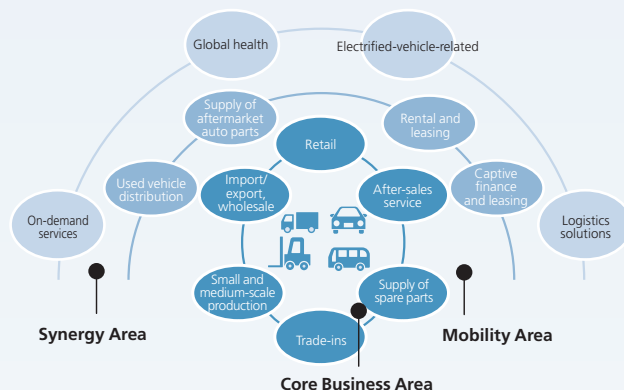 Global health
Electrified-vehicle-related
Supply of
aftermarket
auto parts
Rental and
leasing
Retail
Used vehicle
distribution
Import/
export,
wholesale
After-sales
service
Captive
finance
and leasing
On-demand
services
Logistics
solutions
Small and
medium-scale
production
Supply of
spare parts
Trade-ins
Synergy Area
Mobility Area
Core Business Area